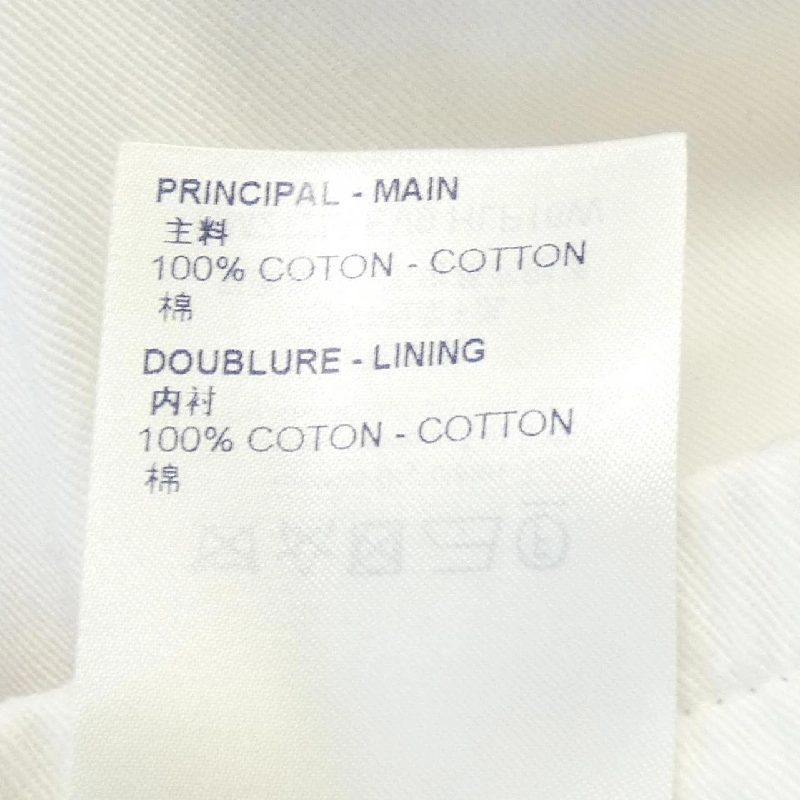 PRINCIPAL - MAIN
主料
100% COTON - COTTON
棉
DOUBLURE - LINING
内衬
100% COTON - COTTON
棉